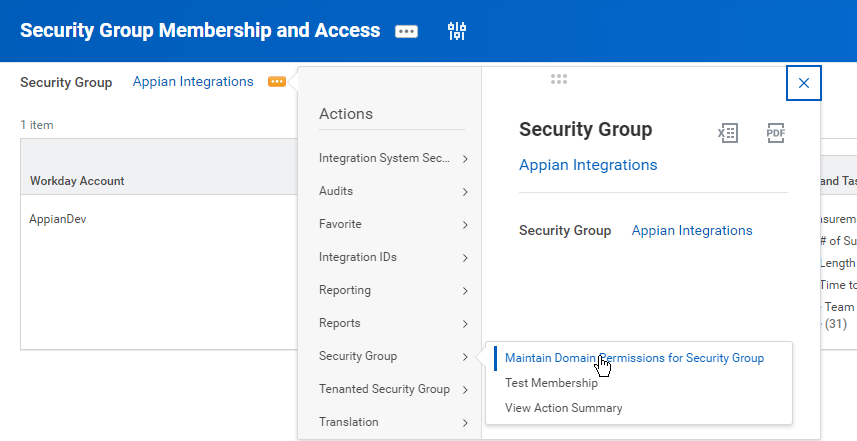 Security Group Membership and Access
Security Group Appian Integrations
1 item
Workday Account
AppianDev
Actions
Integration System Sec...
Audits
Favorite
Integration IDs
Reporting
Reports
Security Group
Tenanted Security Group
Translation
Security Group
PDF
Appian Integrations
Security Group Appian Integrations
Maintain Domain Permissions for Security Group
Test Membership
View Action Summary
and Tas
# of Su
Length
Time to
Team
(31)